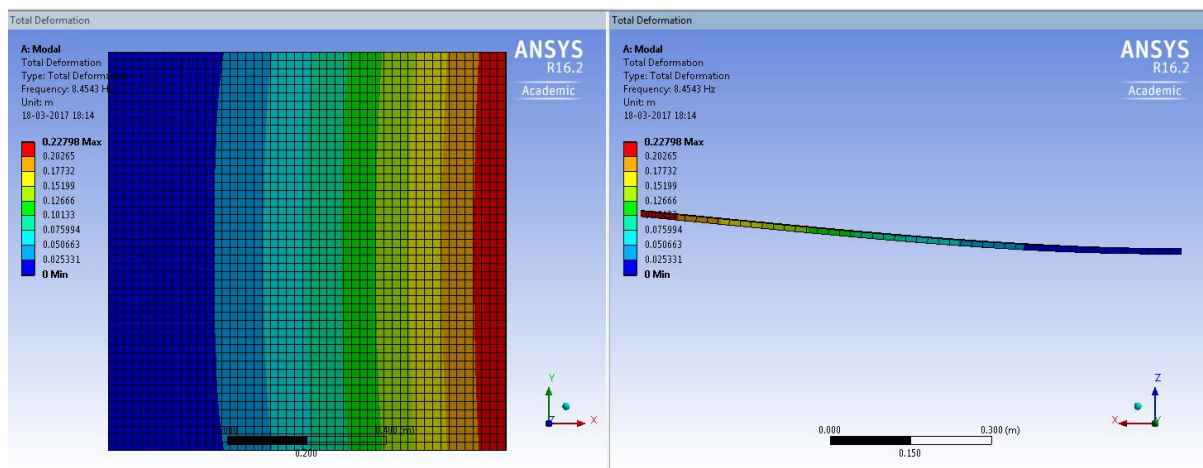 Total Deformation
A: Modal
Total Deformation
Type: Total Deforma
Frequency: 8.4543 H
Unit: m
18-03-2017 18:14
0.22798 Max
0.20265
0.17732
0.15199
0.12666
0.10133
0.075994
0.050663
0.025331
0 Min
ANSYS
R16.2
Academic
Y
Z
X
0.400 (m)
0.200
Total Deformation
A: Modal
Total Deformation
Type: Total Deformation
Frequency: 8.4543 Hz
Unit: m
18-03-2017 18:14
0.22798 Max
0.20265
0.17732
0.15199
0.12666
0.075994
0.050663
0.025331
0 Min
ANSYS
R16.2
Academic
Z
X
Y
0.000
0.300 (m)
0.150